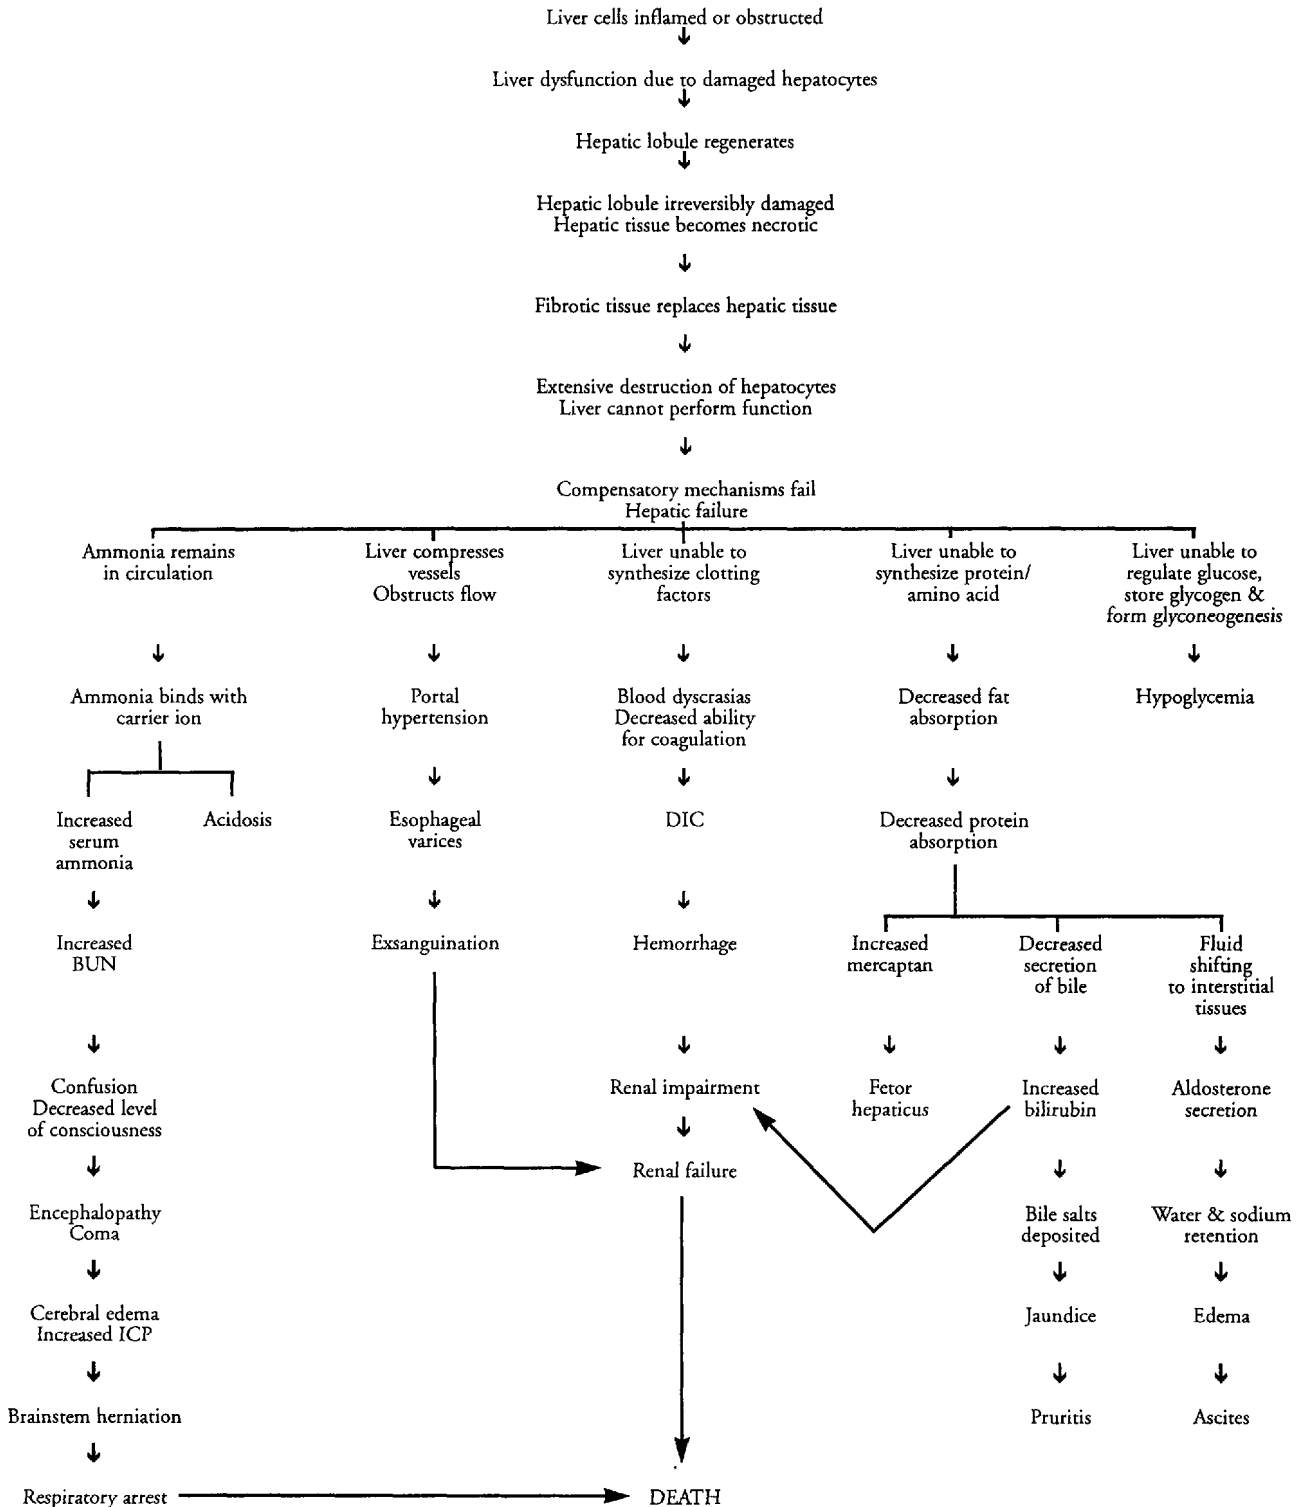 Liver cells inflamed or obstructed
Liver dysfunction due to damaged hepatocytes
Hepatic lobule regenerates
Hepatic lobule irreversibly damaged
Hepatic tissue becomes necrotic
Fibrotic tissue replaces hepatic tissue
Extensive destruction of hepatocytes
Liver cannot perform function
Compensatory mechanisms fail
Hepatic failure
Ammonia remains
in circulation
Ammonia binds with
carrier ion
Increased
serum
ammonia
Acidosis
Increased
BUN
Confusion
Decreased level
of consciousness
Encephalopathy
Coma
Cerebral edema
Increased ICP
Brainstem herniation
Respiratory arrest
Liver compresses
vessels
Obstructs flow
Portal
hypertension
Esophageal
varices
Exsanguination
Liver unable to
synthesize clotting
factors
Blood dyscrasias
Decreased ability
for coagulation
DIC
Hemorrhage
Renal impairment
Renal failure
DEATH
Liver unable to
synthesize protein/
amino acid
Decreased fat
absorption
Decreased protein
absorption
Increased
mercaptan
Fetor
hepaticus
Decreased
secretion
of bile
Increased
bilirubin
Bile salts
deposited
Jaundice
Pruritis
Fluid
shifting
to interstitial
tissues
Aldosterone
secretion
Water & sodium
retention
Edema
Ascites
Liver unable to
regulate glucose,
store glycogen &
form glyconeogenesis
Hypoglycemia